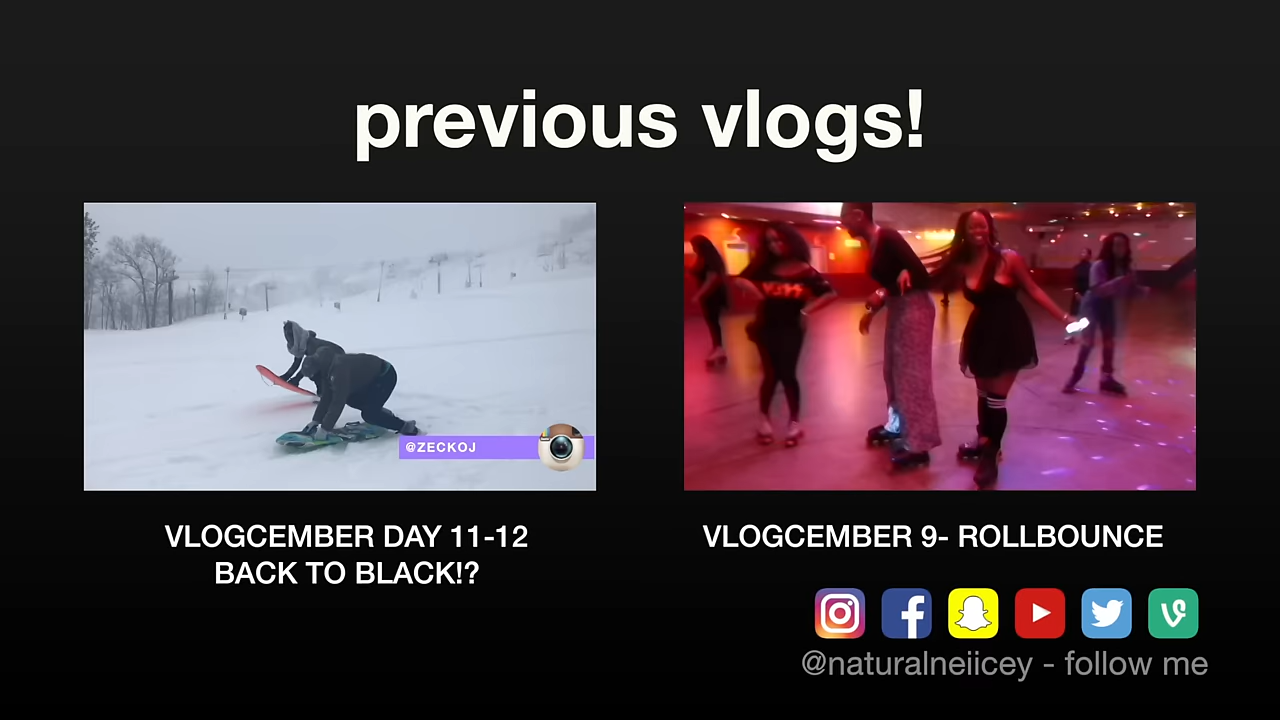 previous vlogs!
@ZECKOJ
VLOGCEMBER DAY 11-12
BACK TO BLACK!?
VLOGCEMBER 9- ROLLBOUNCE
@naturalneiicey - follow me